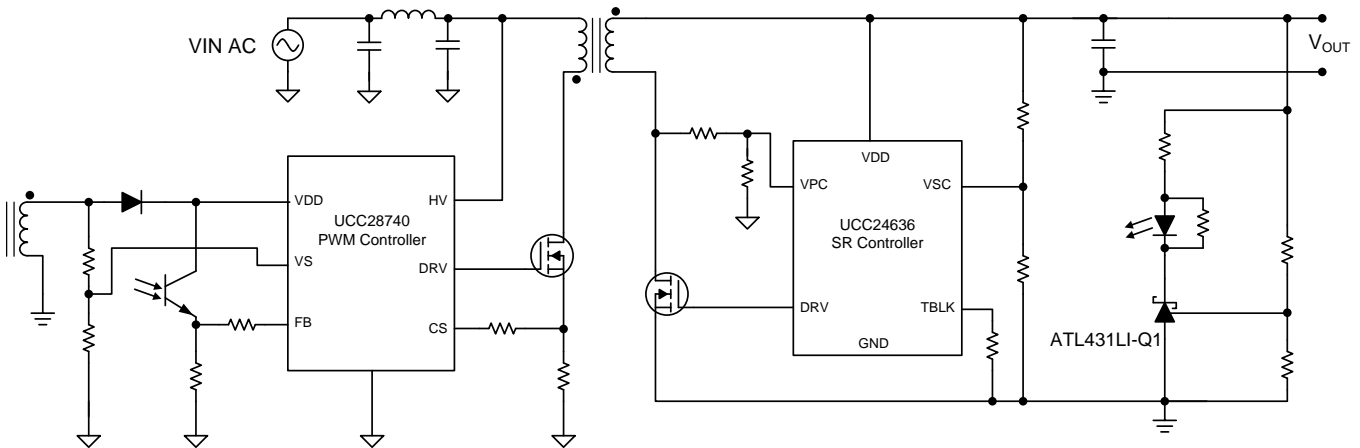 VIN AC
VOUT
VDD
HV
UCC28740
PWM Controller
VS
DRV
FB
CS
VDD
VPC
VSC
UCC24636
SR Controller
DRV
TBLK
GND
ATL431LI-Q1